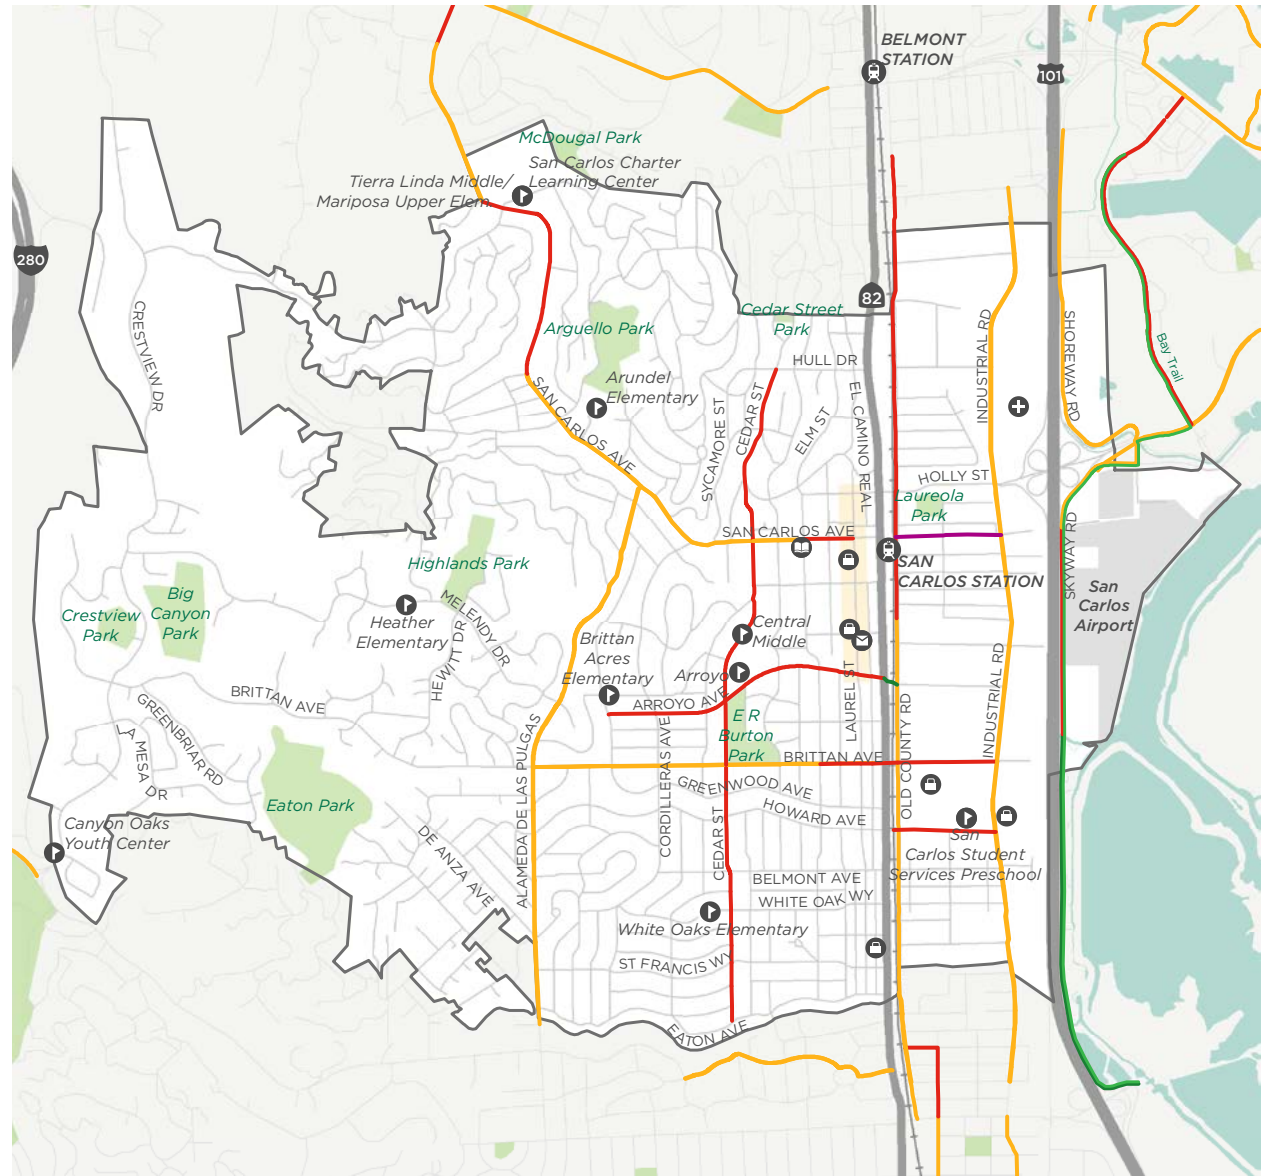 BELMONT
STATION
101
McDougal Park
San Carlos Charter
Learning Center
Tierra Linda Middle/
Mariposa Upper Elem.
280
82
CRESTVIEW DR
Cedar Street
Park
Arguello Park
HULL DR
INDUSTRIAL RD
SHOREWAY RD
Bay Trail
Arundel
Elementary
SAN CARLOS AVE
SYCAMORE ST
CEDAR ST
ELM ST
EL CAMINO REAL
HOLLY ST
Laureola
Park
SAN CARLOS AVE
SAN
CARLOS STATION
SKYWAY RD
San
Carlos
Airport
Highlands Park
Big
Canyon
Park
Crestview
Park
Heather
Elementary
MELENDY DR
HEWITT DR
Brittan
Acres
Elementary
Central
Middle
Arroyo
ARROYO AVE
LAUREL ST
E R
Burton
Park
BRITTAN AVE
GREENBRIAR RD
LA MESA DR
ALAMEDA DE LAS PULGAS
CORDILLERAS AVE
BRITTAN AVE
OLD COUNTY RD
INDUSTRIAL RD
GREENWOOD AVE
HOWARD AVE
Eaton Park
Canyon Oaks
Youth Center
DE ANZA AVE
CEDAR ST
San
Carlos Student
Services Preschool
BELMONT AVE
WHITE OAK WY
White Oaks Elementary
ST FRANCIS WY
EATON AVE